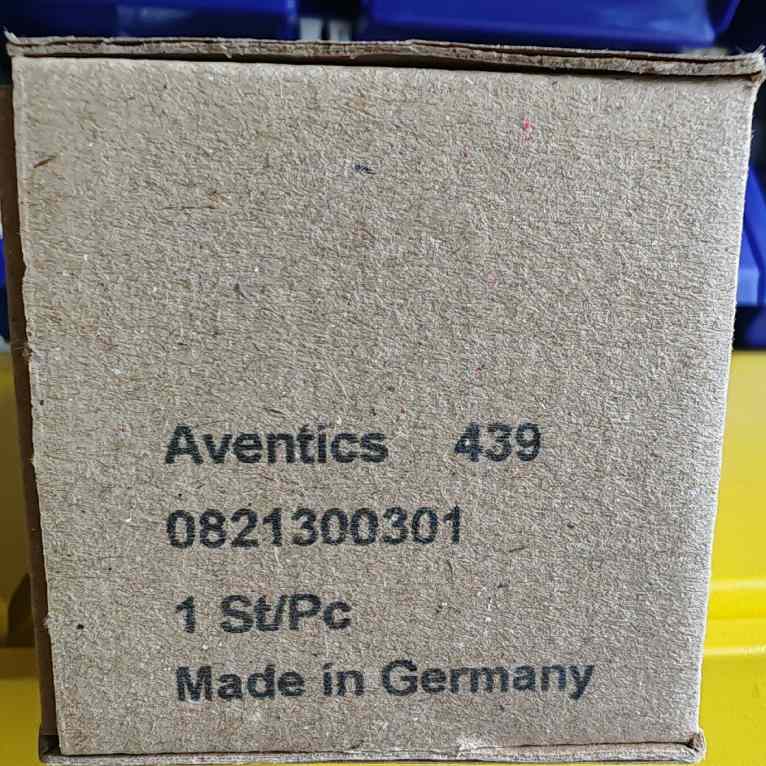 Aventics 439
0821300301
1 St/Pc
Made in Germany